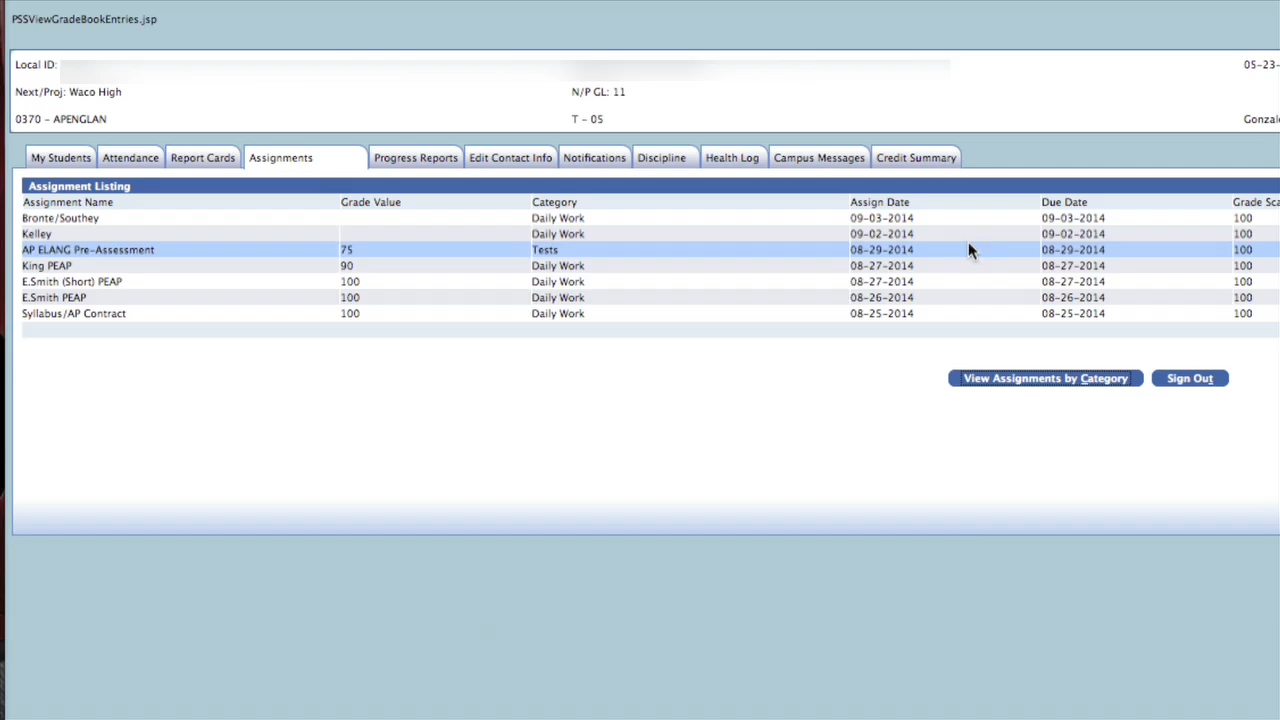 PSSViewGradeBookEntries.jsp
Local ID: 05-23-
Next/Proj: Waco High N/P GL: 11
0370 - APENGLAN T - 05 Gonzal
My Students Attendance Report Cards Assignments Progress Reports Edit Contact Info Notifications Discipline Health Log Campus Messages Credit Summary
Assignment Listing
Assignment Name Grade Value Category Assign Date Due Date Grade Sca
Bronte/Southey Daily Work 09-03-2014 09-03-2014 100
Kelley Daily Work 09-02-2014 09-02-2014 100
AP ELANG Pre-Assessment 75 Tests 08-29-2014 08-29-2014 100
King PEAP 90 Daily Work 08-27-2014 08-27-2014 100
E.Smith (Short) PEAP 100 Daily Work 08-27-2014 08-27-2014 100
E.Smith PEAP 100 Daily Work 08-26-2014 08-26-2014 100
Syllabus/AP Contract 100 Daily Work 08-25-2014 08-25-2014 100
View Assignments by Category Sign Out